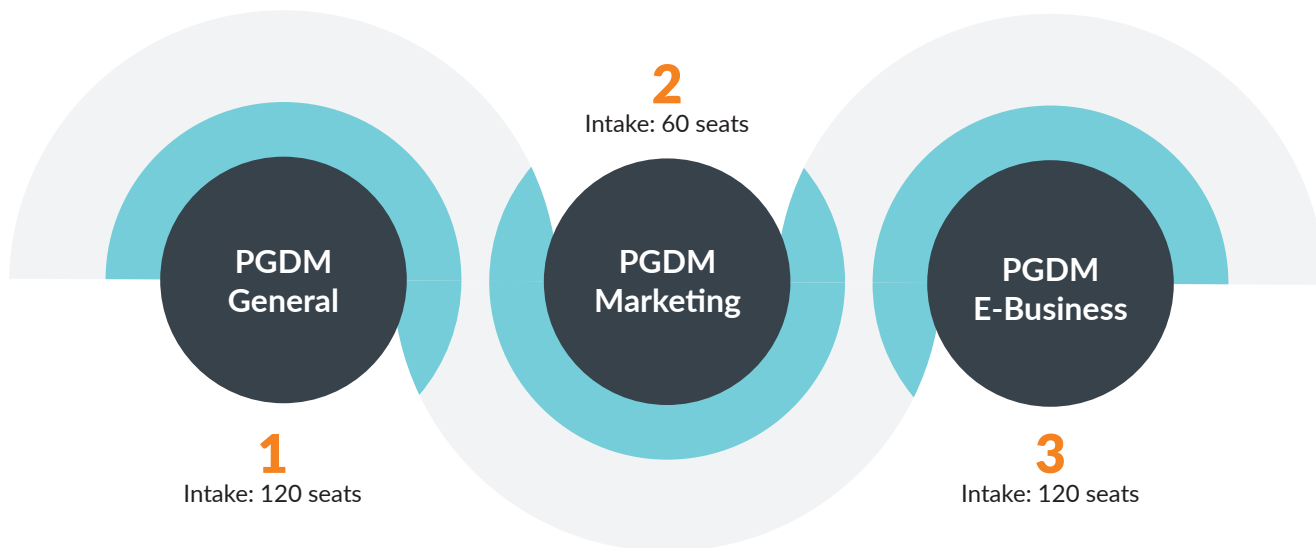 PGDM
General
1
Intake: 120 seats
2
Intake: 60 seats
PGDM
Marketing
PGDM
E-Business
3
Intake: 120 seats